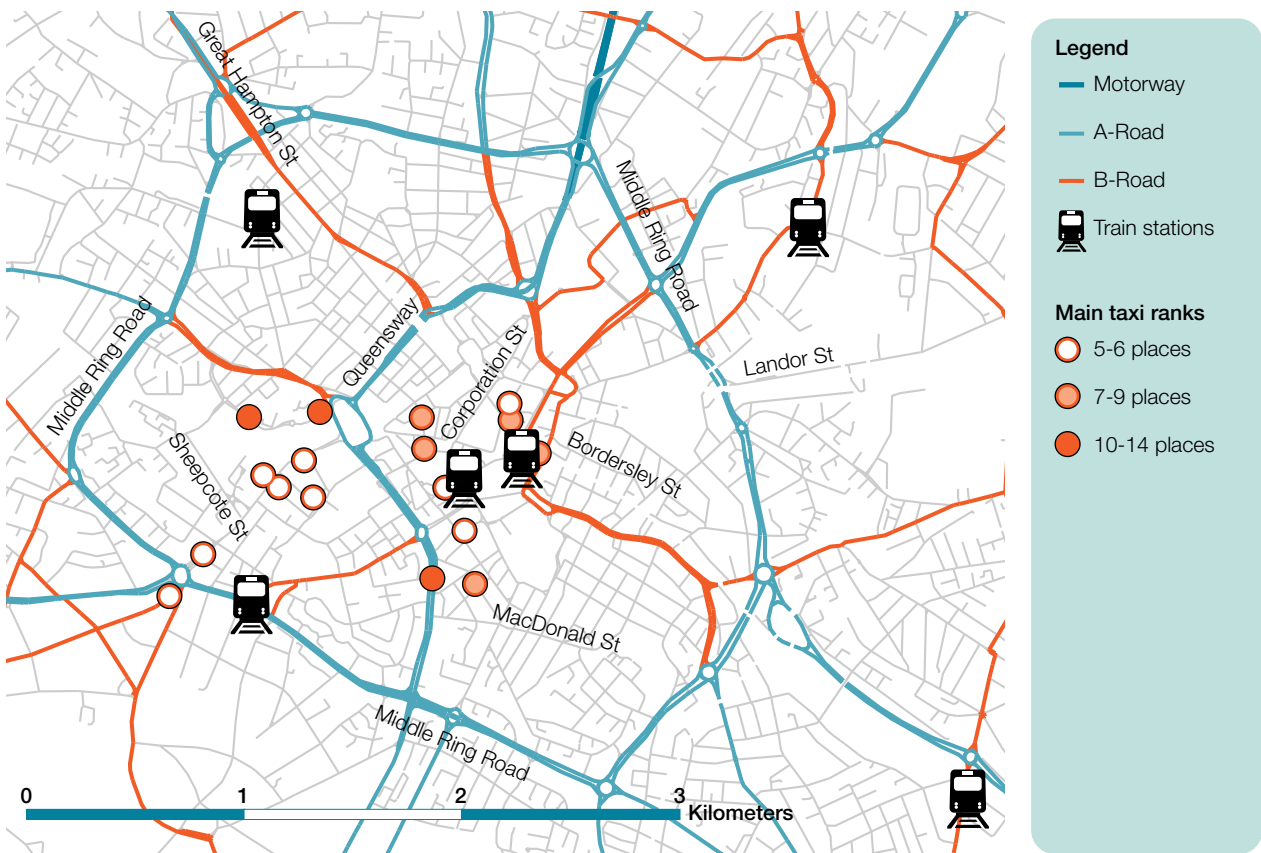 Great Hampton St
Middle Ring Road
Middle Ring Road
Queensway
Corporation St
Landor St
Sheepcote St
Bordersley St
MacDonald St
Middle Ring Road
0
1
2
3
Kilometers
Legend
Motorway
A-Road
B-Road
Train stations
Main taxi ranks
5-6 places
7-9 places
10-14 places